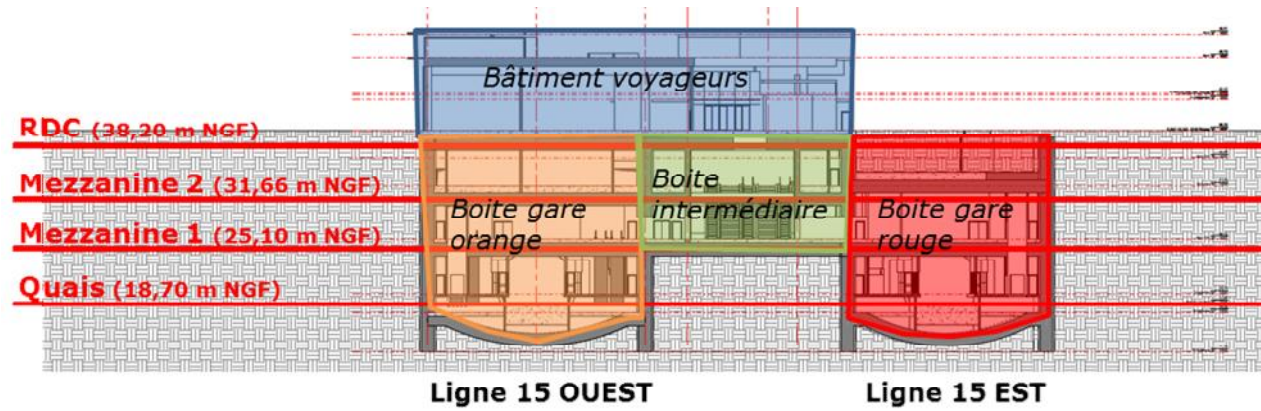 Bâtiment voyageurs
RDC (38,20 m NGF)
Mezzanine 2 (31,66 m NGF)
Boite
intermédiaire
Boite gare
orange
Boite gare
rouge
Mezzanine 1 (25,10 m NGF)
Quais (18,70 m NGF)
Ligne 15 OUEST
Ligne 15 EST